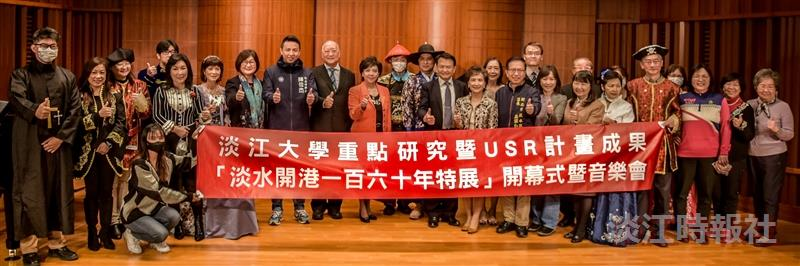 淡江大學重點研究暨USR計畫成果
「淡水開港一百六十年特展」開幕式暨音樂會
淡江時報社